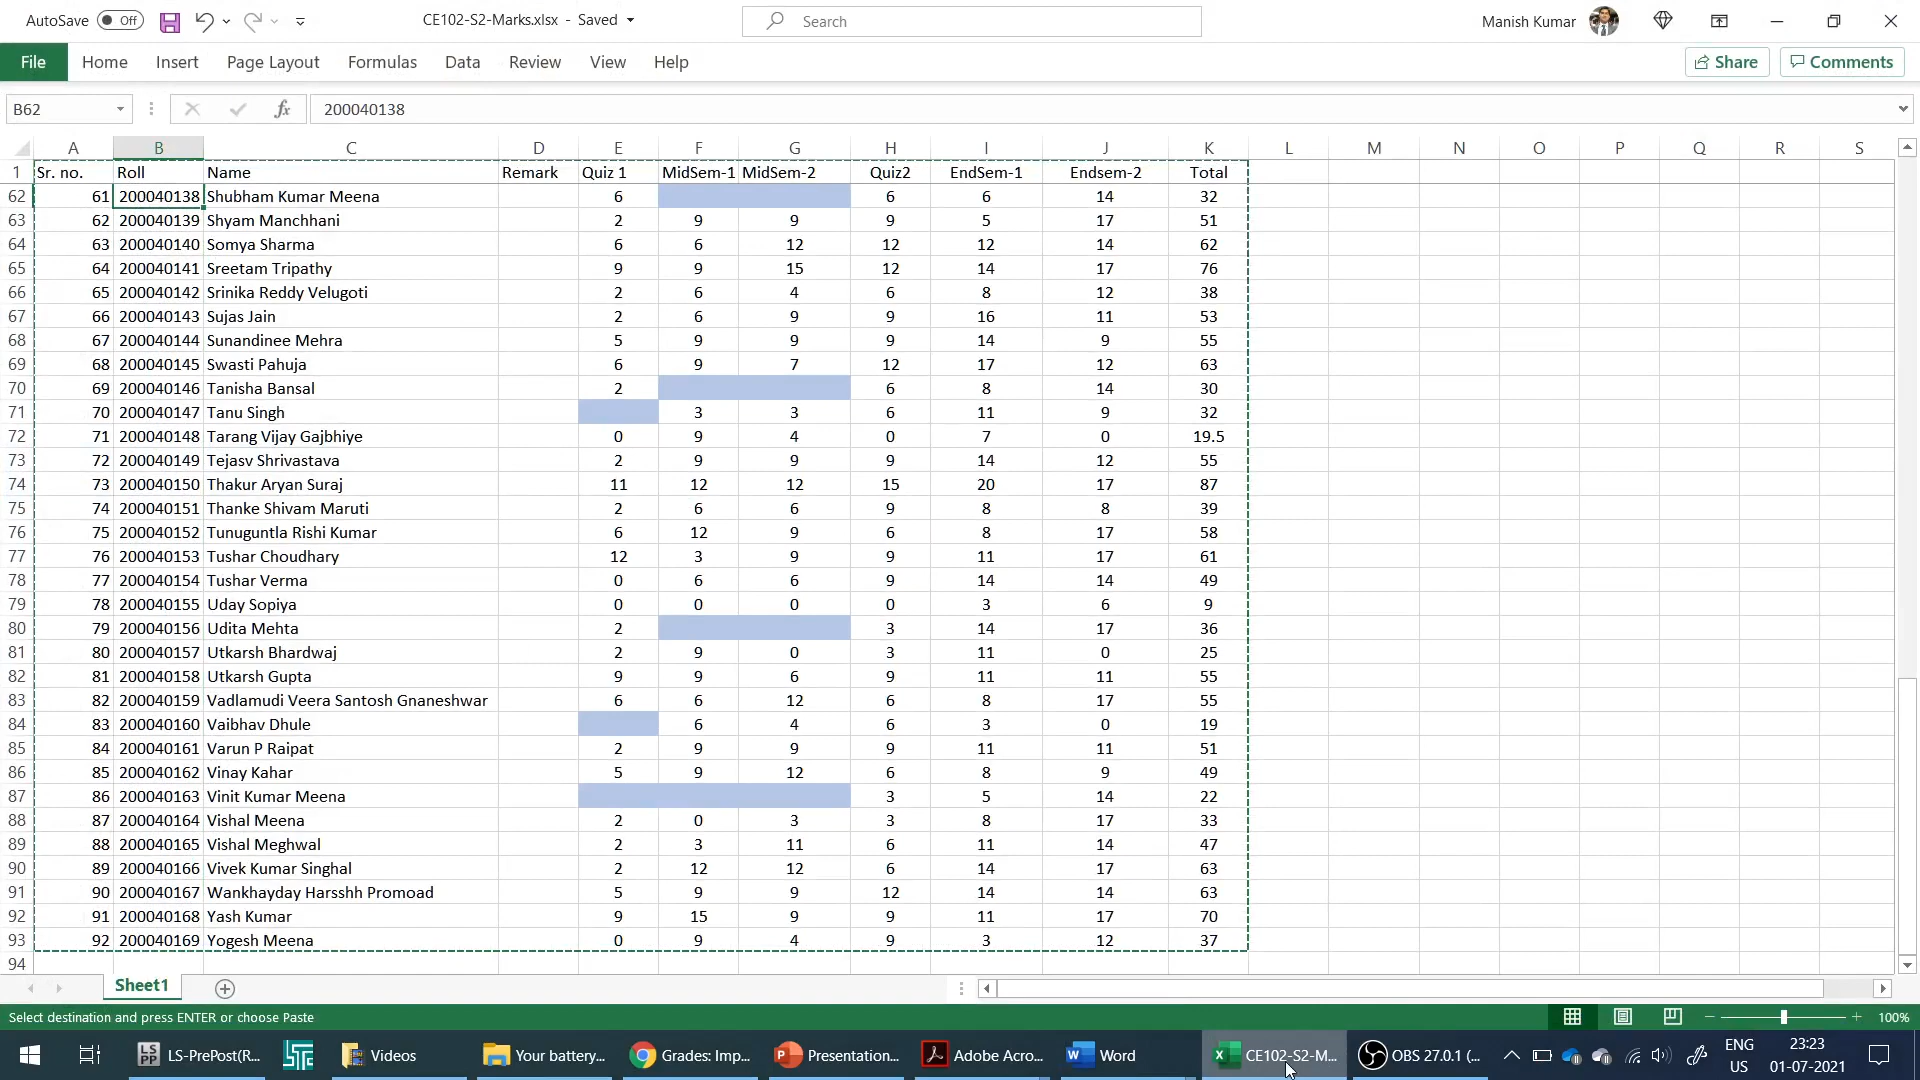 AutoSave Off CE102-S2-Marks.xlsx - Saved Search Manish Kumar
File Home Insert Page Layout Formulas Data Review View Help Share Comments
B62 fx 200040138
A B C D E F G H I J K L M N O P Q R S
1 Sr. no. Roll Name Remark Quiz 1 MidSem-1 MidSem-2 Quiz2 EndSem-1 Endsem-2 Total
62 61 200040138 Shubham Kumar Meena 6 6 6 14 32
63 62 200040139 Shyam Manchhani 2 9 9 9 5 17 51
64 63 200040140 Somya Sharma 6 6 12 12 12 14 62
65 64 200040141 Sreetam Tripathy 9 9 15 12 14 17 76
66 65 200040142 Srinika Reddy Velugoti 2 6 4 6 8 12 38
67 66 200040143 Sujas Jain 2 6 9 9 16 11 53
68 67 200040144 Sunandinee Mehra 5 9 9 9 14 9 55
69 68 200040145 Swasti Pahuja 6 9 7 12 17 12 63
70 69 200040146 Tanisha Bansal 2 6 8 14 30
71 70 200040147 Tanu Singh 3 3 6 11 9 32
72 71 200040148 Tarang Vijay Gajbhiye 0 9 4 0 7 0 19.5
73 72 200040149 Tejasv Shrivastava 2 9 9 9 14 12 55
74 73 200040150 Thakur Aryan Suraj 11 12 12 15 20 17 87
75 74 200040151 Thanke Shivam Maruti 2 6 6 9 8 8 39
76 75 200040152 Tunuguntla Rishi Kumar 6 12 9 6 8 17 58
77 76 200040153 Tushar Choudhary 12 3 9 9 11 17 61
78 77 200040154 Tushar Verma 0 6 6 9 14 14 49
79 78 200040155 Uday Sopiya 0 0 0 0 3 6 9
80 79 200040156 Udita Mehta 2 3 14 17 36
81 80 200040157 Utkarsh Bhardwaj 2 9 0 3 11 0 25
82 81 200040158 Utkarsh Gupta 9 9 6 9 11 11 55
83 82 200040159 Vadlamudi Veera Santosh Gnaneshwar 6 6 12 6 8 17 55
84 83 200040160 Vaibhav Dhule 6 4 6 3 0 19
85 84 200040161 Varun P Raipat 2 9 9 9 11 11 51
86 85 200040162 Vinay Kahar 5 9 12 6 8 9 49
87 86 200040163 Vinit Kumar Meena 3 5 14 22
88 87 200040164 Vishal Meena 2 0 3 3 8 17 33
89 88 200040165 Vishal Meghwal 2 3 11 6 11 14 47
90 89 200040166 Vivek Kumar Singhal 2 12 12 6 14 17 63
91 90 200040167 Wankhayday Harsshh Promoad 5 9 9 12 14 14 63
92 91 200040168 Yash Kumar 9 15 9 9 11 17 70
93 92 200040169 Yogesh Meena 0 9 4 9 3 12 37
94
Sheet1
Select destination and press ENTER or choose Paste 100%
LS-PrePost(R... Videos Your battery... Grades: Imp... Presentation... Adobe Acro... Word CE102-S2-M... OBS 27.0.1 (... ENG 23:23
US 01-07-2021